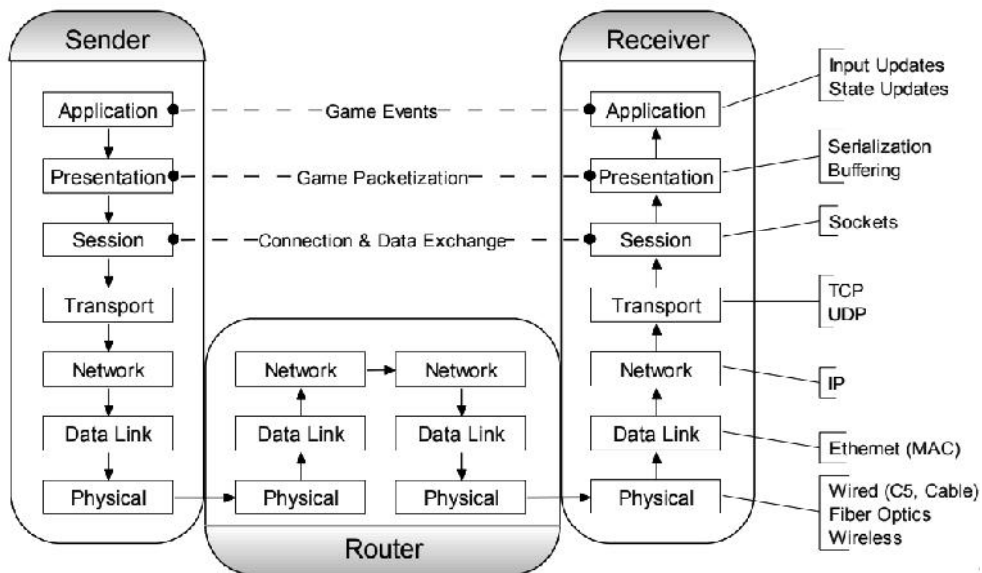 Sender
Receiver
Application
Game Events
Application
Input Updates
State Updates
Presentation
Game Packetization
Presentation
Serialization
Buffering
Session
Connection & Data Exchange
Session
Sockets
Transport
Transport
TCP
UDP
Network
Network
Network
Network
IP
Data Link
Data Link
Data Link
Data Link
Ethernet (MAC)
Physical
Physical
Physical
Physical
Wired (C5, Cable)
Fiber Optics
Wireless
Router